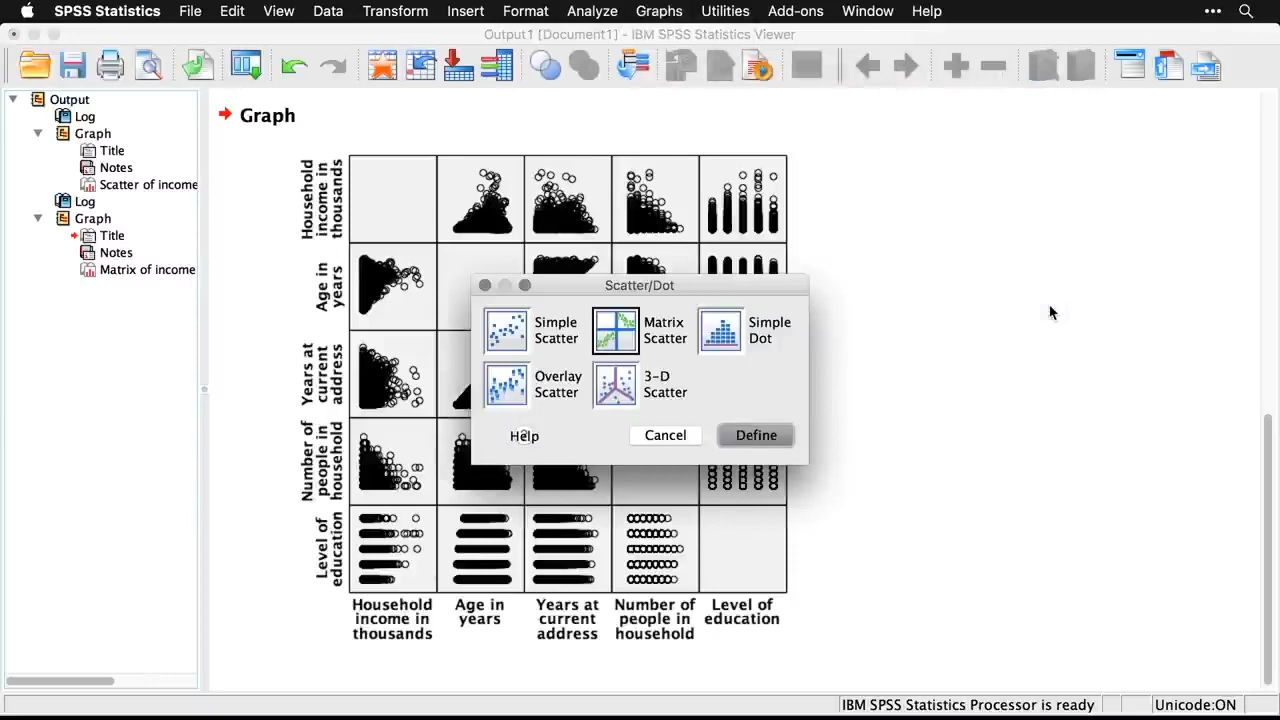 SPSS Statistics File Edit View Data Transform Insert Format Analyze Graphs Utilities Add-ons Window Help
Output1 [Document1] - IBM SPSS Statistics Viewer
Output
Log
Graph
Title
Notes
Scatter of income
Log
Graph
Title
Notes
Matrix of income
Graph
Household
income in
thousands
Age in
years
Years at
current
address
Number of
people in
household
Level of
education
Household
income in
thousands
Age in
years
Years at
current
address
Number of
people in
household
Level of
education
Scatter/Dot
Simple
Scatter
Matrix
Scatter
Simple
Dot
Overlay
Scatter
3-D
Scatter
Help
Cancel
Define
IBM SPSS Statistics Processor is ready
Unicode:ON